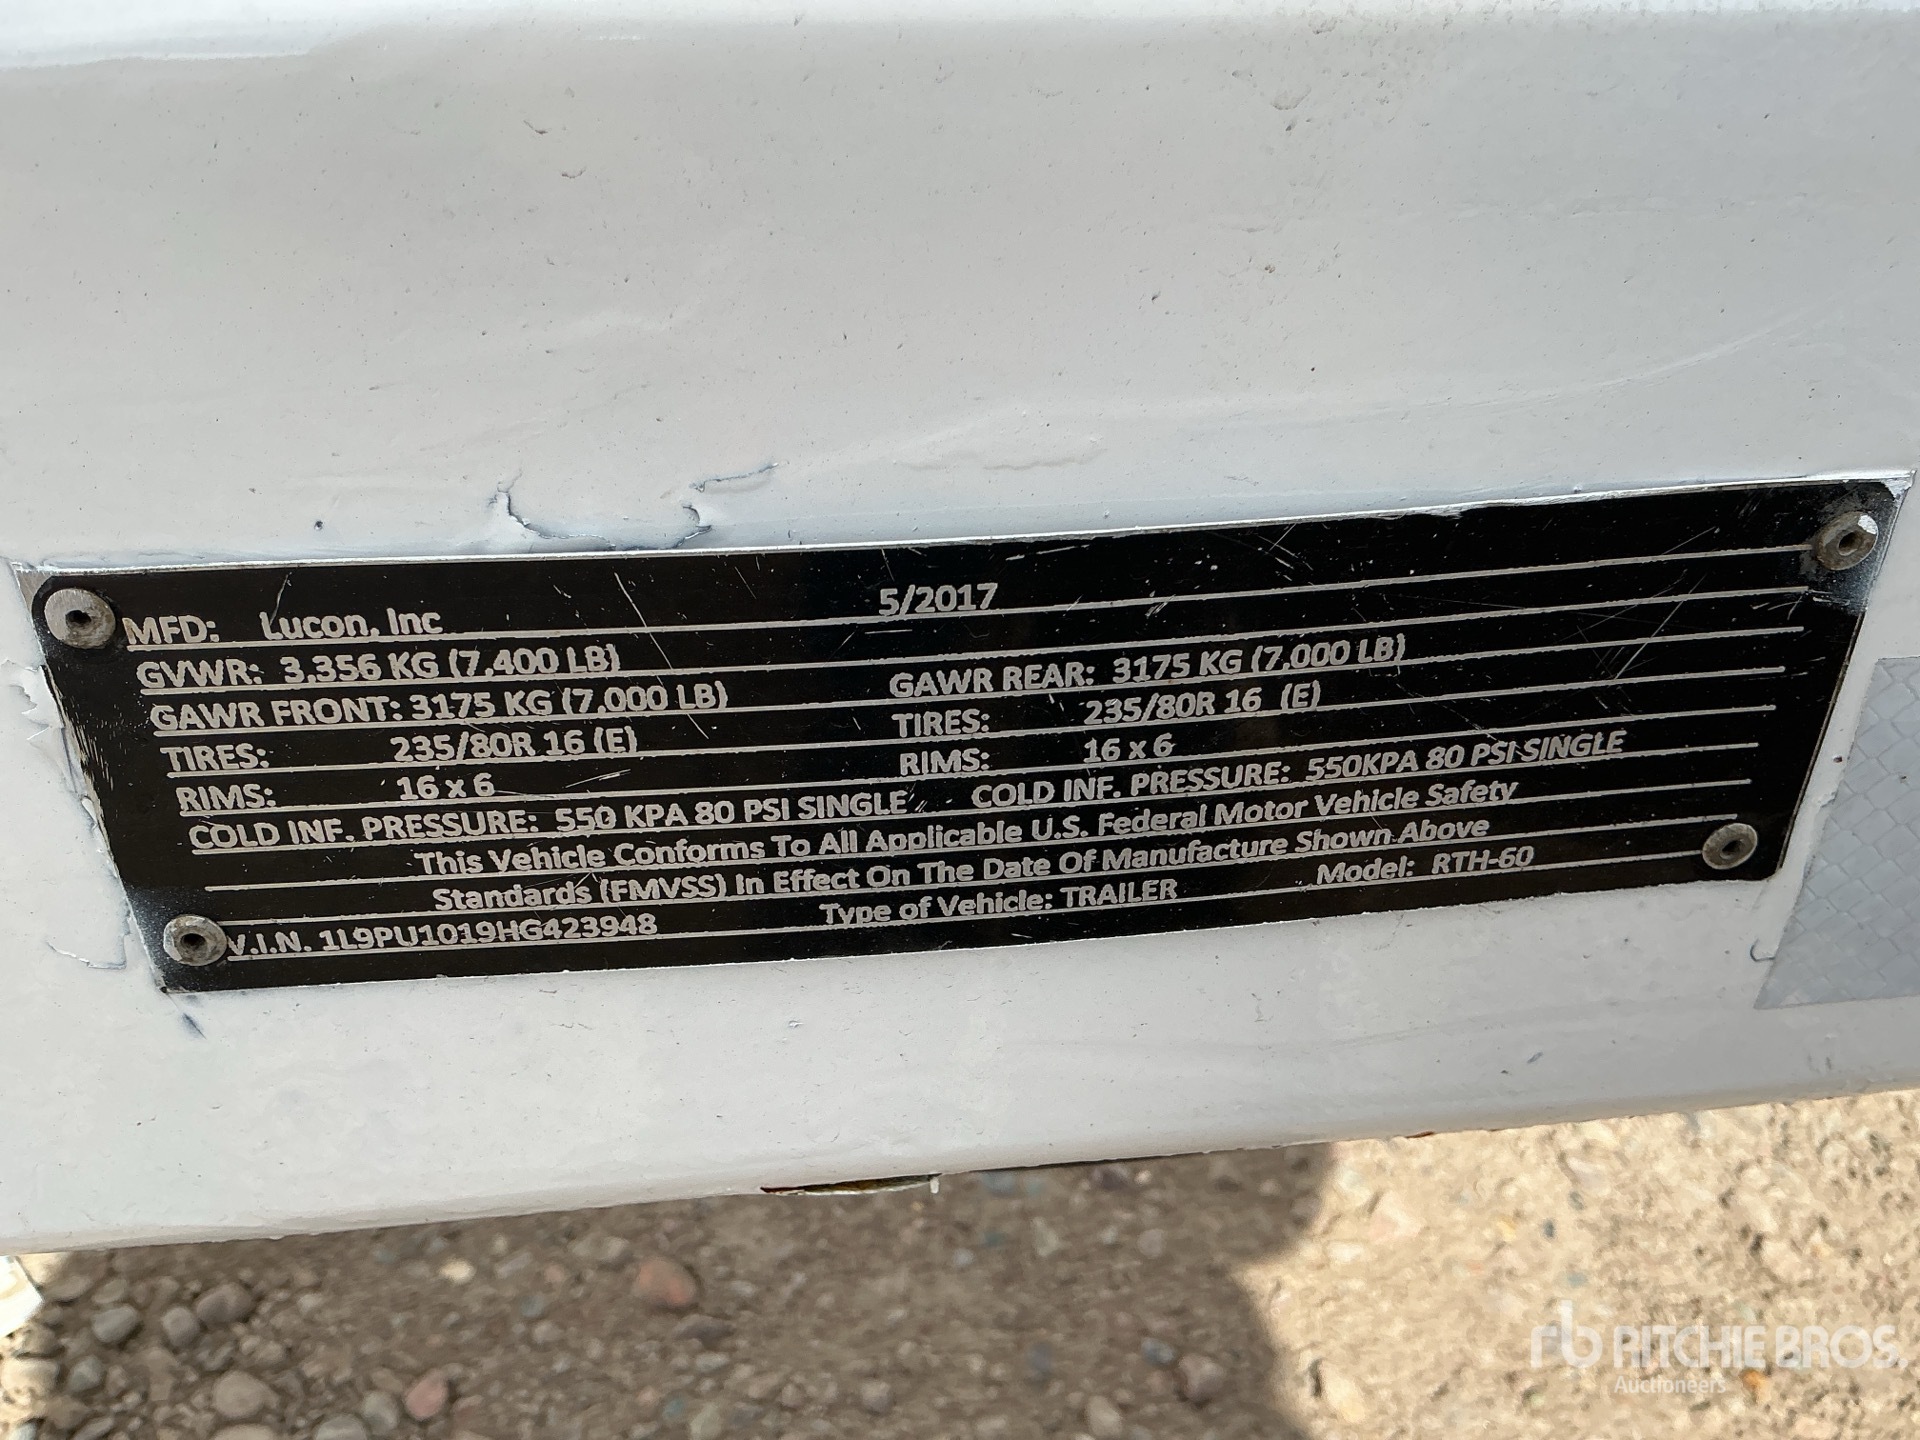 MFD: Lucon, Inc 5/2017
GVWR: 3,356 KG (7,400 LB)
GAWR FRONT: 3175 KG (7,000 LB) GAWR REAR: 3175 KG (7,000 LB)
TIRES: 235/80R 16 (E) TIRES: 235/80R 16 (E)
RIMS: 16 x 6 RIMS: 16 x 6
COLD INF. PRESSURE: 550 KPA 80 PSI SINGLE COLD INF. PRESSURE: 550KPA 80 PSI SINGLE
This Vehicle Conforms To All Applicable U.S. Federal Motor Vehicle Safety
Standards (FMVSS) In Effect On The Date Of Manufacture Shown Above
V.I.N. 1L9PU1019HG423948 Type of Vehicle: TRAILER Model: RTH-60
rb RITCHIE BROS.
Auctioneers